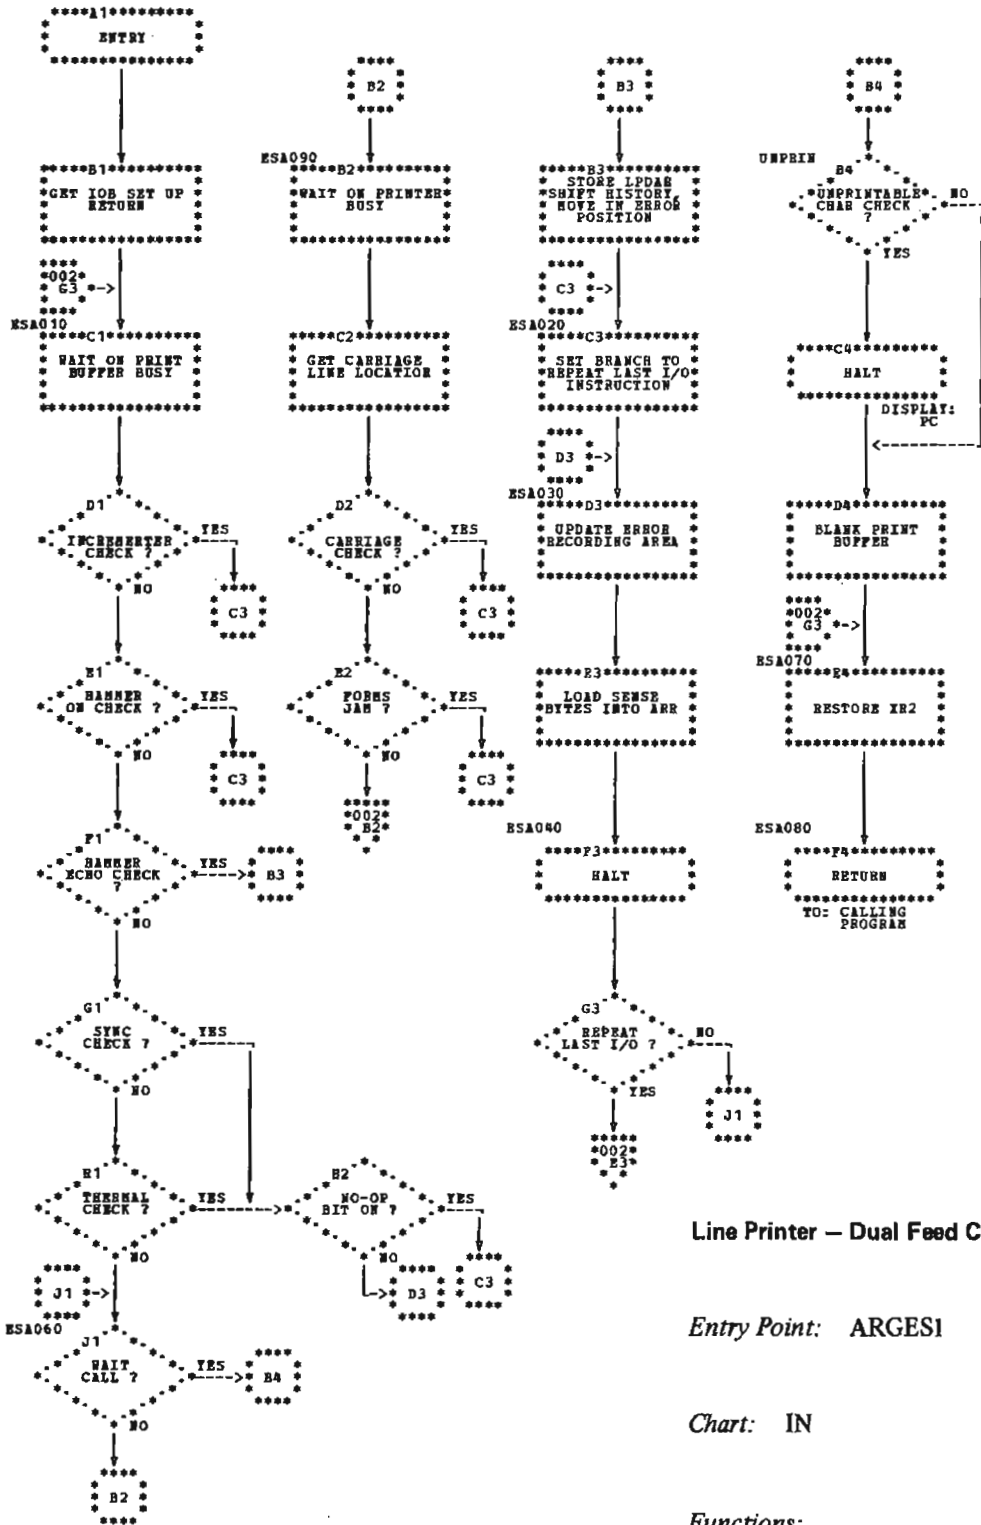 A1
ENTRY
B1
GET IOB SET UP
RETURN
002
G3
ESA010
C1
WAIT ON PRINT
BUFFER BUSY
D1
INCREMENTER
CHECK ?
YES
C3
NO
E1
HAMMER
ON CHECK ?
YES
C3
NO
F1
HAMMER
ECHO CHECK
?
YES
B3
NO
G1
SYNC
CHECK ?
YES
NO
H1
THERMAL
CHECK ?
YES
NO
J1
ESA060
J1
WAIT
CALL ?
YES
B4
NO
B2
B2
ESA090
B2
WAIT ON PRINTER
BUSY
C2
GET CARRIAGE
LINE LOCATION
D2
CARRIAGE
CHECK ?
YES
C3
NO
E2
FORMS
JAM ?
YES
C3
NO
002
B2
H2
NO-OP
BIT ON ?
YES
C3
NO
D3
B3
B3
STORE LPDAR
SHIFT HISTORY,
MOVE IN ERROR
POSITION
C3
ESA020
C3
SET BRANCH TO
REPEAT LAST I/O
INSTRUCTION
D3
ESA030
D3
UPDATE ERROR
RECORDING AREA
E3
LOAD SENSE
BYTES INTO ARR
ESA040
F3
HALT
G3
REPEAT
LAST I/O ?
NO
J1
YES
002
E3
B4
UNPRIN
B4
UNPRINTABLE
CHAR CHECK
?
NO
YES
C4
HALT
DISPLAY:
PC
D4
BLANK PRINT
BUFFER
002
G3
ESA070
E4
RESTORE XR2
ESA080
F4
RETURN
TO: CALLING
PROGRAM
Line Printer — Dual Feed C
Entry Point: ARGES1
Chart: IN
Functions: